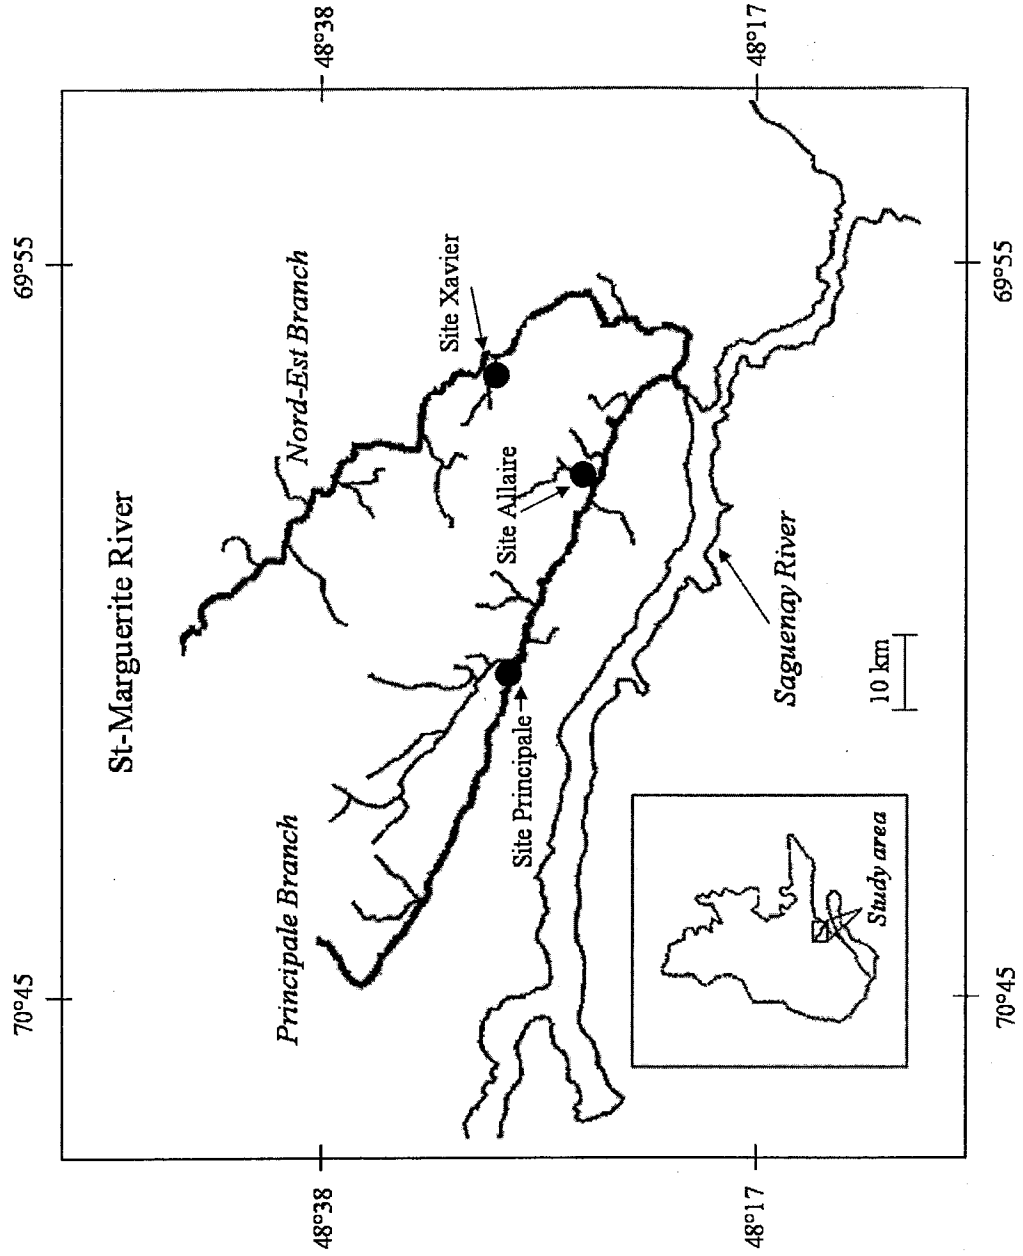 St-Marguerite River
70°45
69°55
48°38
48°38
Principale Branch
Nord-Est Branch
Site Xavier
Site Allaire
Site Principale
Saguenay River
10 km
Study area
48°17
48°17
70°45
69°55